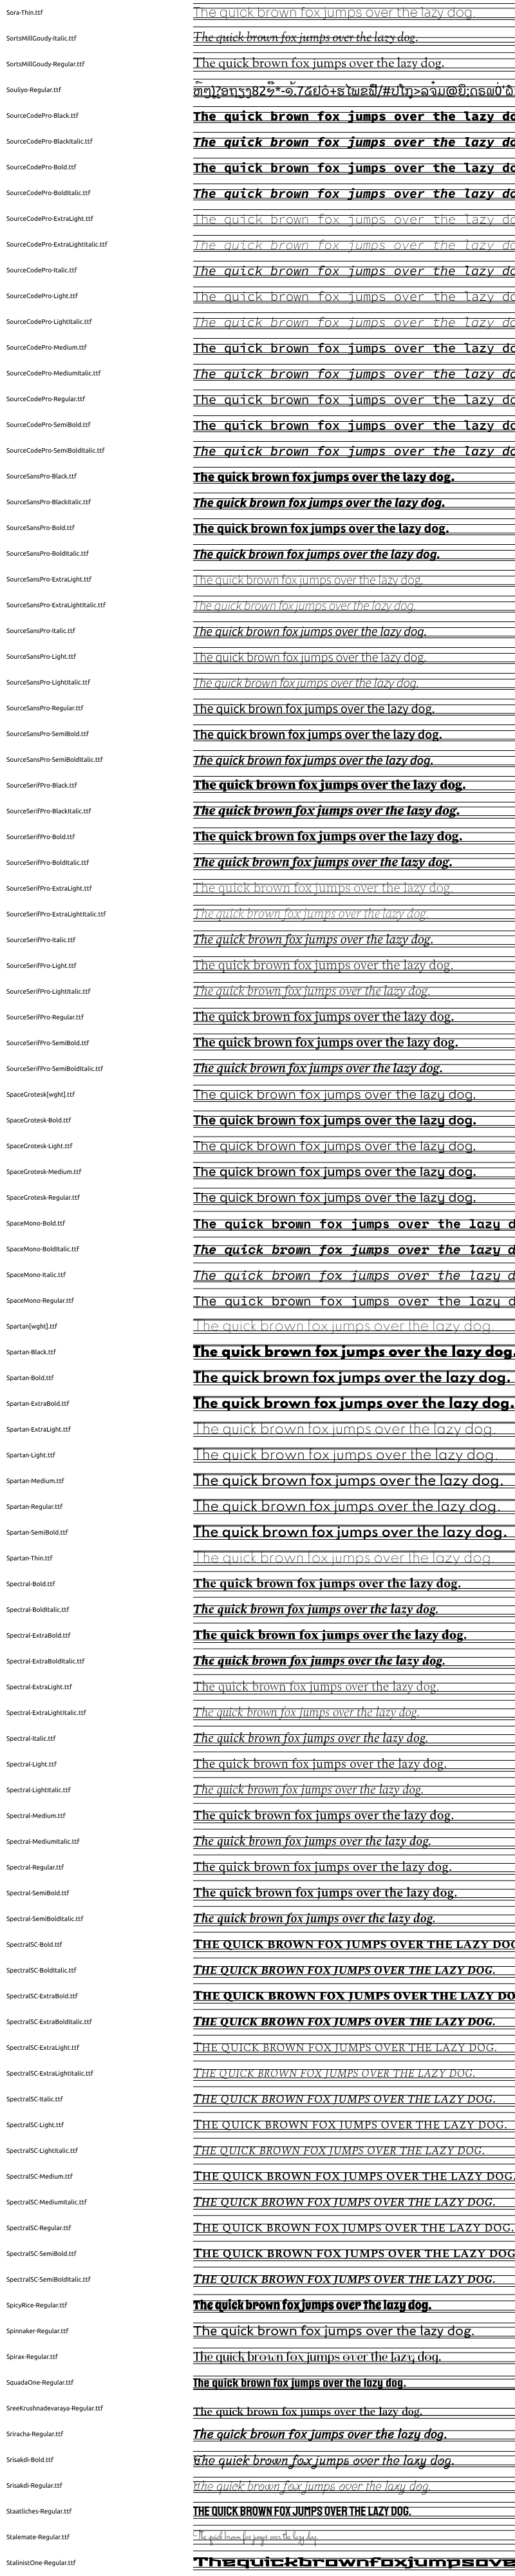 Sora-Thin.ttf The quick brown fox jumps over the lazy dog.
SortsMillGoudy-Italic.ttf The quick brown fox jumps over the lazy dog.
SortsMillGoudy-Regular.ttf The quick brown fox jumps over the lazy dog.
Souliyo-Regular.ttf
SourceCodePro-Black.ttf The quick brown fox jumps over the lazy do
SourceCodePro-BlackItalic.ttf The quick brown fox jumps over the lazy do
SourceCodePro-Bold.ttf The quick brown fox jumps over the lazy do
SourceCodePro-BoldItalic.ttf The quick brown fox jumps over the lazy do
SourceCodePro-ExtraLight.ttf The quick brown fox jumps over the lazy do
SourceCodePro-ExtraLightItalic.ttf The quick brown fox jumps over the lazy do
SourceCodePro-Italic.ttf The quick brown fox jumps over the lazy do
SourceCodePro-Light.ttf The quick brown fox jumps over the lazy do
SourceCodePro-LightItalic.ttf The quick brown fox jumps over the lazy do
SourceCodePro-Medium.ttf The quick brown fox jumps over the lazy do
SourceCodePro-MediumItalic.ttf The quick brown fox jumps over the lazy do
SourceCodePro-Regular.ttf The quick brown fox jumps over the lazy do
SourceCodePro-SemiBold.ttf The quick brown fox jumps over the lazy do
SourceCodePro-SemiBoldItalic.ttf The quick brown fox jumps over the lazy do
SourceSansPro-Black.ttf The quick brown fox jumps over the lazy dog.
SourceSansPro-BlackItalic.ttf The quick brown fox jumps over the lazy dog.
SourceSansPro-Bold.ttf The quick brown fox jumps over the lazy dog.
SourceSansPro-BoldItalic.ttf The quick brown fox jumps over the lazy dog.
SourceSansPro-ExtraLight.ttf The quick brown fox jumps over the lazy dog.
SourceSansPro-ExtraLightItalic.ttf The quick brown fox jumps over the lazy dog.
SourceSansPro-Italic.ttf The quick brown fox jumps over the lazy dog.
SourceSansPro-Light.ttf The quick brown fox jumps over the lazy dog.
SourceSansPro-LightItalic.ttf The quick brown fox jumps over the lazy dog.
SourceSansPro-Regular.ttf The quick brown fox jumps over the lazy dog.
SourceSansPro-SemiBold.ttf The quick brown fox jumps over the lazy dog.
SourceSansPro-SemiBoldItalic.ttf The quick brown fox jumps over the lazy dog.
SourceSerifPro-Black.ttf The quick brown fox jumps over the lazy dog.
SourceSerifPro-BlackItalic.ttf The quick brown fox jumps over the lazy dog.
SourceSerifPro-Bold.ttf The quick brown fox jumps over the lazy dog.
SourceSerifPro-BoldItalic.ttf The quick brown fox jumps over the lazy dog.
SourceSerifPro-ExtraLight.ttf The quick brown fox jumps over the lazy dog.
SourceSerifPro-ExtraLightItalic.ttf The quick brown fox jumps over the lazy dog.
SourceSerifPro-Italic.ttf The quick brown fox jumps over the lazy dog.
SourceSerifPro-Light.ttf The quick brown fox jumps over the lazy dog.
SourceSerifPro-LightItalic.ttf The quick brown fox jumps over the lazy dog.
SourceSerifPro-Regular.ttf The quick brown fox jumps over the lazy dog.
SourceSerifPro-SemiBold.ttf The quick brown fox jumps over the lazy dog.
SourceSerifPro-SemiBoldItalic.ttf The quick brown fox jumps over the lazy dog.
SpaceGrotesk[wght].ttf The quick brown fox jumps over the lazy dog.
SpaceGrotesk-Bold.ttf The quick brown fox jumps over the lazy dog.
SpaceGrotesk-Light.ttf The quick brown fox jumps over the lazy dog.
SpaceGrotesk-Medium.ttf The quick brown fox jumps over the lazy dog.
SpaceGrotesk-Regular.ttf The quick brown fox jumps over the lazy dog.
SpaceMono-Bold.ttf The quick brown fox jumps over the lazy d
SpaceMono-BoldItalic.ttf The quick brown fox jumps over the lazy d
SpaceMono-Italic.ttf The quick brown fox jumps over the lazy d
SpaceMono-Regular.ttf The quick brown fox jumps over the lazy d
Spartan[wght].ttf The quick brown fox jumps over the lazy dog.
Spartan-Black.ttf The quick brown fox jumps over the lazy dog.
Spartan-Bold.ttf The quick brown fox jumps over the lazy dog.
Spartan-ExtraBold.ttf The quick brown fox jumps over the lazy dog.
Spartan-ExtraLight.ttf The quick brown fox jumps over the lazy dog.
Spartan-Light.ttf The quick brown fox jumps over the lazy dog.
Spartan-Medium.ttf The quick brown fox jumps over the lazy dog.
Spartan-Regular.ttf The quick brown fox jumps over the lazy dog.
Spartan-SemiBold.ttf The quick brown fox jumps over the lazy dog.
Spartan-Thin.ttf The quick brown fox jumps over the lazy dog.
Spectral-Bold.ttf The quick brown fox jumps over the lazy dog.
Spectral-BoldItalic.ttf The quick brown fox jumps over the lazy dog.
Spectral-ExtraBold.ttf The quick brown fox jumps over the lazy dog.
Spectral-ExtraBoldItalic.ttf The quick brown fox jumps over the lazy dog.
Spectral-ExtraLight.ttf The quick brown fox jumps over the lazy dog.
Spectral-ExtraLightItalic.ttf The quick brown fox jumps over the lazy dog.
Spectral-Italic.ttf The quick brown fox jumps over the lazy dog.
Spectral-Light.ttf The quick brown fox jumps over the lazy dog.
Spectral-LightItalic.ttf The quick brown fox jumps over the lazy dog.
Spectral-Medium.ttf The quick brown fox jumps over the lazy dog.
Spectral-MediumItalic.ttf The quick brown fox jumps over the lazy dog.
Spectral-Regular.ttf The quick brown fox jumps over the lazy dog.
Spectral-SemiBold.ttf The quick brown fox jumps over the lazy dog.
Spectral-SemiBoldItalic.ttf The quick brown fox jumps over the lazy dog.
SpectralSC-Bold.ttf THE QUICK BROWN FOX JUMPS OVER THE LAZY DOG
SpectralSC-BoldItalic.ttf THE QUICK BROWN FOX JUMPS OVER THE LAZY DOG.
SpectralSC-ExtraBold.ttf THE QUICK BROWN FOX JUMPS OVER THE LAZY DO
SpectralSC-ExtraBoldItalic.ttf THE QUICK BROWN FOX JUMPS OVER THE LAZY DOG.
SpectralSC-ExtraLight.ttf THE QUICK BROWN FOX JUMPS OVER THE LAZY DOG.
SpectralSC-ExtraLightItalic.ttf THE QUICK BROWN FOX JUMPS OVER THE LAZY DOG.
SpectralSC-Italic.ttf THE QUICK BROWN FOX JUMPS OVER THE LAZY DOG.
SpectralSC-Light.ttf THE QUICK BROWN FOX JUMPS OVER THE LAZY DOG.
SpectralSC-LightItalic.ttf THE QUICK BROWN FOX JUMPS OVER THE LAZY DOG.
SpectralSC-Medium.ttf THE QUICK BROWN FOX JUMPS OVER THE LAZY DOG.
SpectralSC-MediumItalic.ttf THE QUICK BROWN FOX JUMPS OVER THE LAZY DOG.
SpectralSC-Regular.ttf THE QUICK BROWN FOX JUMPS OVER THE LAZY DOG.
SpectralSC-SemiBold.ttf THE QUICK BROWN FOX JUMPS OVER THE LAZY DOG
SpectralSC-SemiBoldItalic.ttf THE QUICK BROWN FOX JUMPS OVER THE LAZY DOG.
SpicyRice-Regular.ttf The quick brown fox jumps over the lazy dog.
Spinnaker-Regular.ttf The quick brown fox jumps over the lazy dog.
Spirax-Regular.ttf The quick brown fox jumps over the lazy dog.
SquadaOne-Regular.ttf The quick brown fox jumps over the lazy dog.
SreeKrushnadevaraya-Regular.ttf The quick brown fox jumps over the lazy dog.
Sriracha-Regular.ttf The quick brown fox jumps over the lazy dog.
Srisakdi-Bold.ttf The quick brown fox jumps over the lazy dog.
Srisakdi-Regular.ttf The quick brown fox jumps over the lazy dog.
Staatliches-Regular.ttf THE QUICK BROWN FOX JUMPS OVER THE LAZY DOG.
Stalemate-Regular.ttf The quick brown fox jumps over the lazy dog.
StalinistOne-Regular.ttf Thequickbrownfoxjumpsove